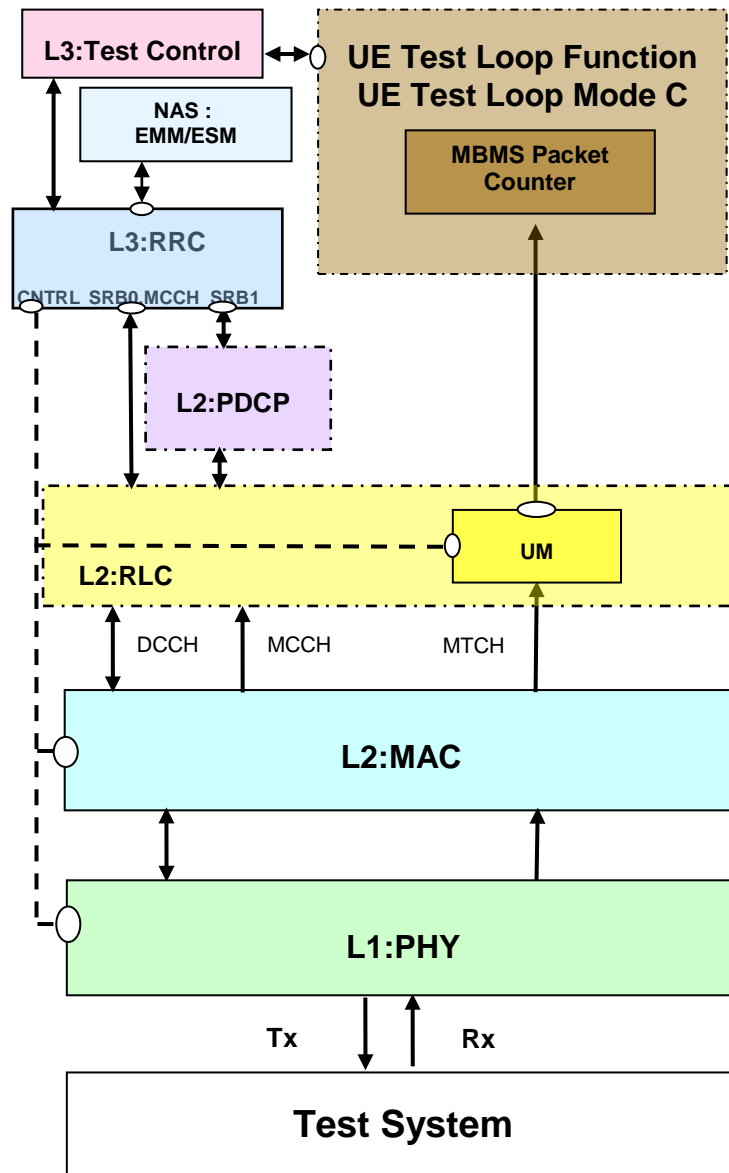 L3:Test Control
UE Test Loop Function
UE Test Loop Mode C
NAS :
EMM/ESM
MBMS Packet
Counter
L3:RRC
CNTRL SRB0,MCCH SRB1
L2:PDCP
UM
L2:RLC
DCCH MCCH MTCH
L2:MAC
L1:PHY
Tx Rx
Test System